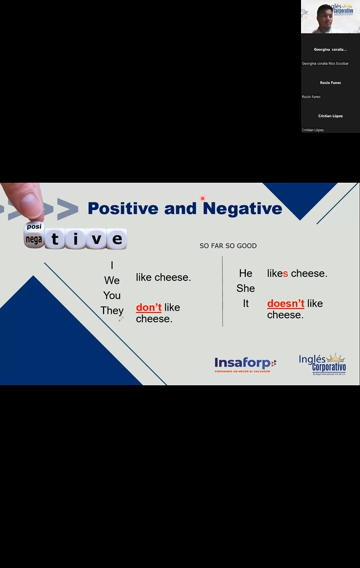 Inglés
Corporativo
Georgina coralia...
Georgina coralia Rios Escobar
Rocio Funes
Rocio Funes
Cristian López
Cristian López
Positive and Negative
posi
nega
tive
SO FAR SO GOOD
I
We
You
They
like cheese.
don't like
cheese.
He
She
It
likes cheese.
doesn't like
cheese.
Insaforp
Inglés
Corporativo